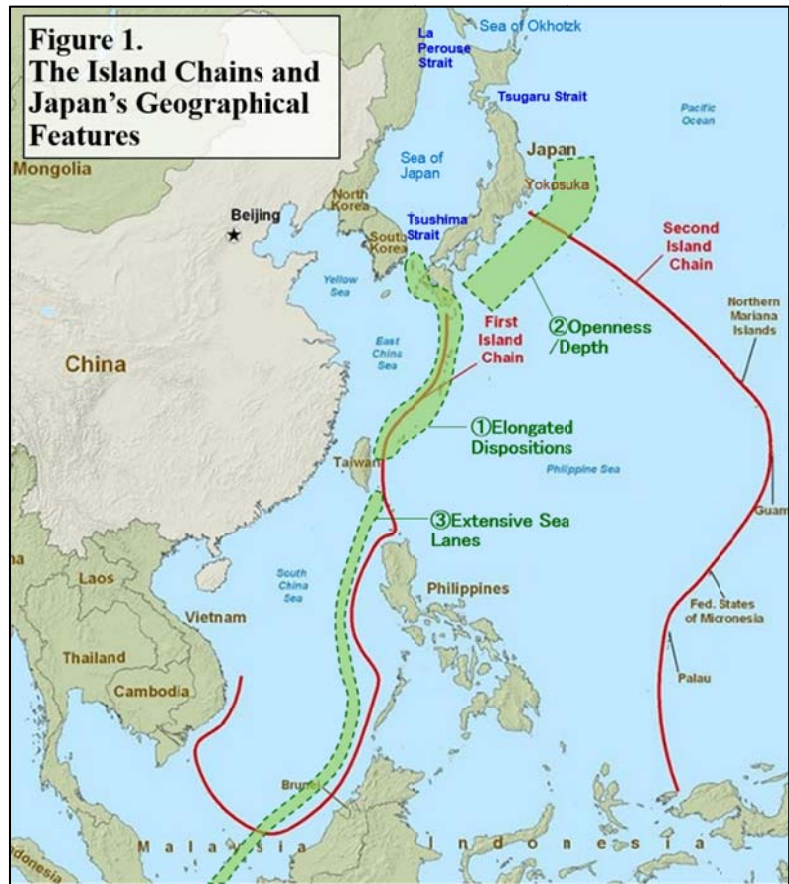 Figure 1.
The Island Chains and
Japan's Geographical
Features
La
Perouse
Strait
Sea of Okhotzk
Tsugaru Strait
Pacific
Ocean
Mongolia
Sea of
Japan
Japan
Yokosuka
North
Korea
Beijing
Tsushima
Strait
South
Korea
Second
Island
Chain
Yellow
Sea
Northern
Mariana
Islands
First
Island
Chain
②Openness
/Depth
East
China
Sea
China
①Elongated
Dispositions
Taiwan
Philippine Sea
Guam
③Extensive Sea
Lanes
na
Laos
South
China
Sea
Philippines
Vietnam
Fed. States
of Micronesia
Thailand
Palau
Cambodia
Brunei
Malaysia
Indonesia
ndonesia